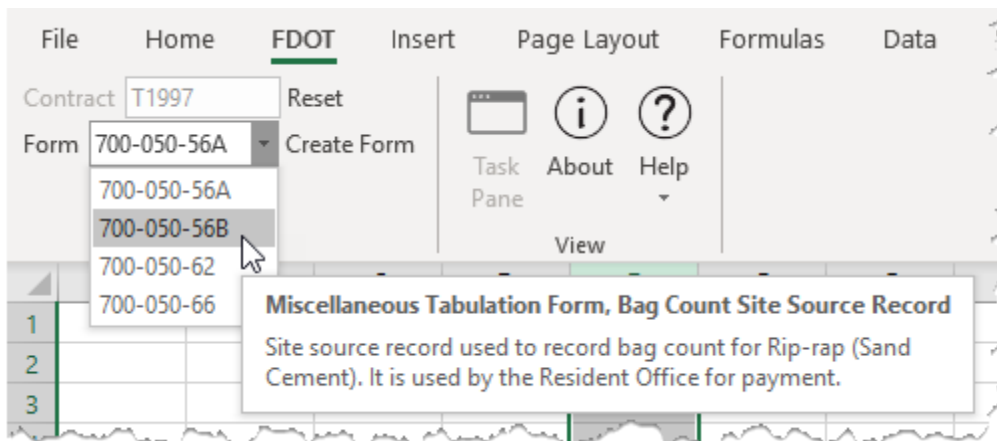 File Home FDOT Insert Page Layout Formulas Data
Contract T1997 Reset
Form 700-050-56A Create Form
Task Pane
About
Help
View
700-050-56A
700-050-56B
700-050-62
700-050-66
Miscellaneous Tabulation Form, Bag Count Site Source Record
Site source record used to record bag count for Rip-rap (Sand
Cement). It is used by the Resident Office for payment.
1
2
3